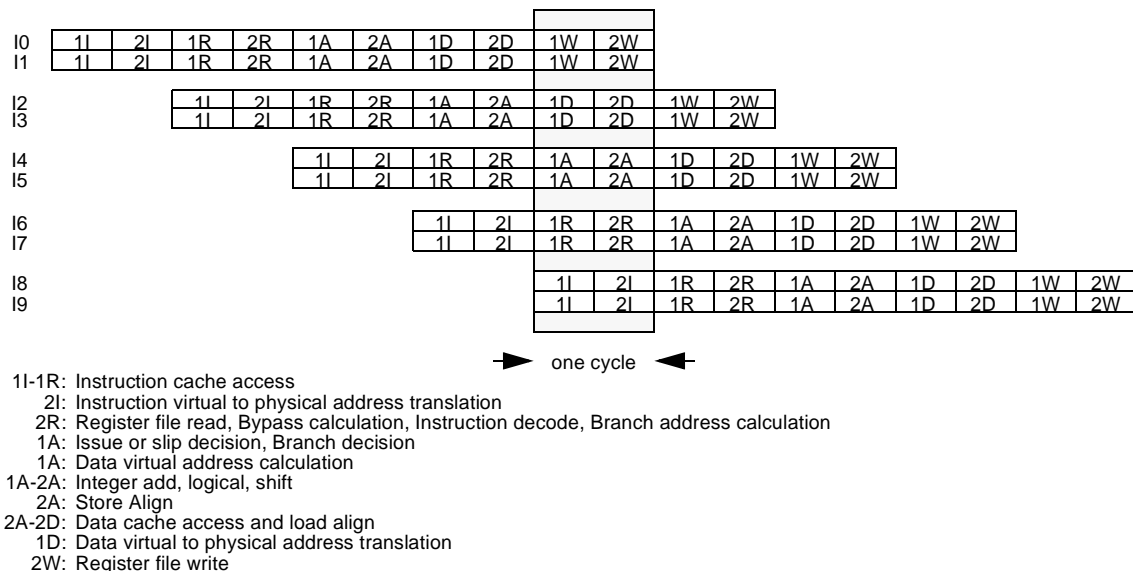 I0 1I 2I 1R 2R 1A 2A 1D 2D 1W 2W
I1 1I 2I 1R 2R 1A 2A 1D 2D 1W 2W
I2 1I 2I 1R 2R 1A 2A 1D 2D 1W 2W
I3 1I 2I 1R 2R 1A 2A 1D 2D 1W 2W
I4 1I 2I 1R 2R 1A 2A 1D 2D 1W 2W
I5 1I 2I 1R 2R 1A 2A 1D 2D 1W 2W
I6 1I 2I 1R 2R 1A 2A 1D 2D 1W 2W
I7 1I 2I 1R 2R 1A 2A 1D 2D 1W 2W
I8 1I 2I 1R 2R 1A 2A 1D 2D 1W 2W
I9 1I 2I 1R 2R 1A 2A 1D 2D 1W 2W
one cycle
1I-1R: Instruction cache access
2I: Instruction virtual to physical address translation
2R: Register file read, Bypass calculation, Instruction decode, Branch address calculation
1A: Issue or slip decision, Branch decision
1A: Data virtual address calculation
1A-2A: Integer add, logical, shift
2A: Store Align
2A-2D: Data cache access and load align
1D: Data virtual to physical address translation
2W: Register file write